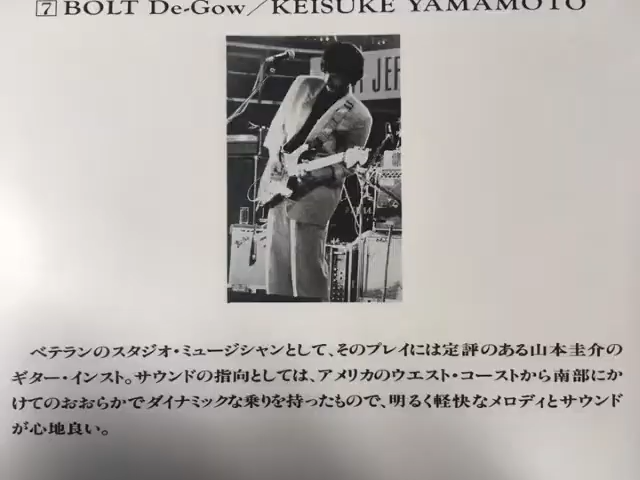 7 BOLT De-Gow／KEISUKE YAMAMOTO
JEF
ベテランのスタジオ・ミュージシャンとして、そのプレイには定評のある山本圭介の
ギター・インスト。サウンドの指向としては、アメリカのウエスト・コーストから南部にか
けてのおおらかでダイナミックな乗りを持ったもので、明るく軽快なメロディとサウンド
が心地良い。